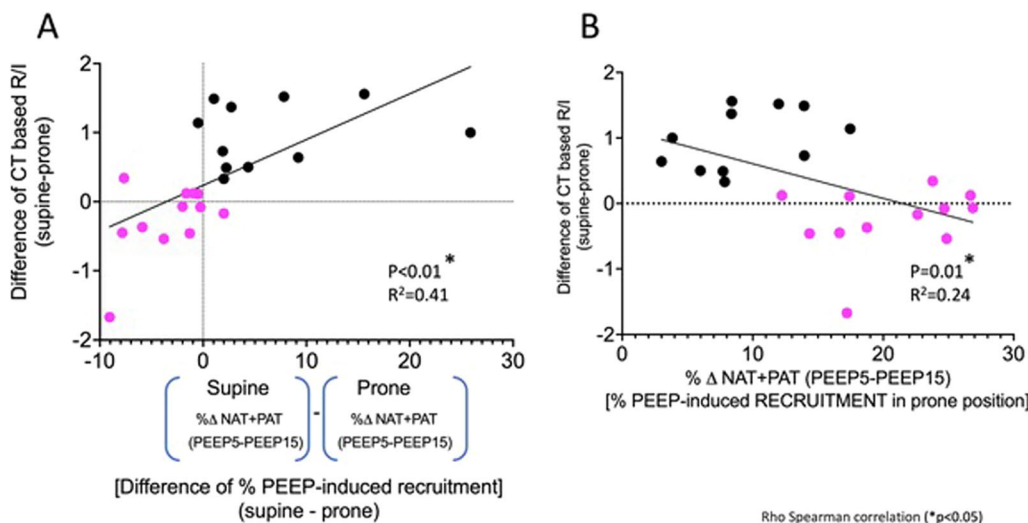 A
Difference of CT based R/I
(supine-prone)
2
1
0
-1
-2
P<0.01 *
R²=0.41
-10 0 10 20 30
Supine - Prone
%Δ NAT+PAT %Δ NAT+PAT
(PEEP5-PEEP15) (PEEP5-PEEP15)
[Difference of % PEEP-induced recruitment]
(supine - prone)
B
Difference of CT based R/I
(supine-prone)
2
1
0
-1
-2
P=0.01 *
R²=0.24
0 10 20 30
% Δ NAT+PAT (PEEP5-PEEP15)
[% PEEP-induced RECRUITMENT in prone position]
Rho Spearman correlation (*p<0.05)